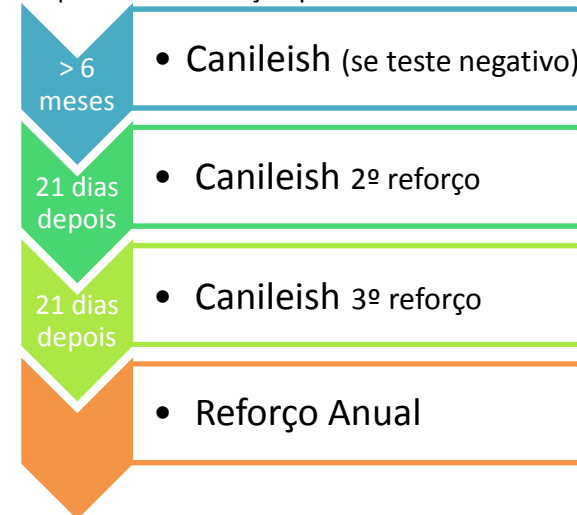 > 6
meses
• Canileish (se teste negativo)
21 dias
depois
• Canileish 2º reforço
21 dias
depois
• Canileish 3º reforço
• Reforço Anual